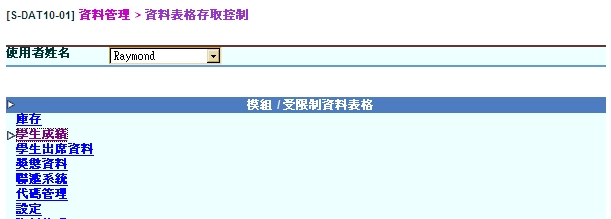 [S-DAT10-01] 資料管理 > 資料表格存取控制
使用者姓名 Raymond
模組 / 受限制資料表格
庫存
學生成績
學生出席資料
獎懲資料
聯遞系統
代碼管理
設定